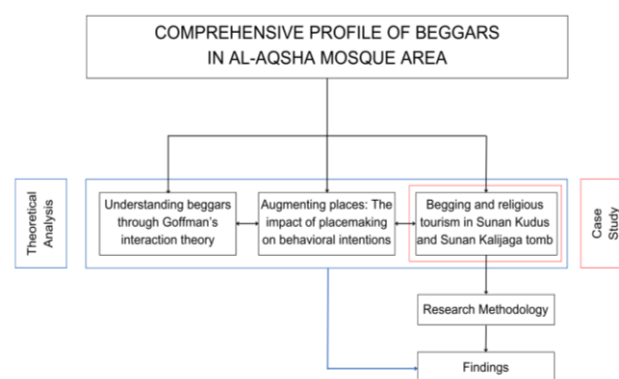 COMPREHENSIVE PROFILE OF BEGGARS
IN AL-AQSHA MOSQUE AREA
Theoretical
Analysis
Understanding beggars
through Goffman's
interaction theory
Augmenting places: The
impact of placemaking
on behavioral intentions
Begging and religious
tourism in Sunan Kudus
and Sunan Kalijaga tomb
Case
Study
Research Methodology
Findings